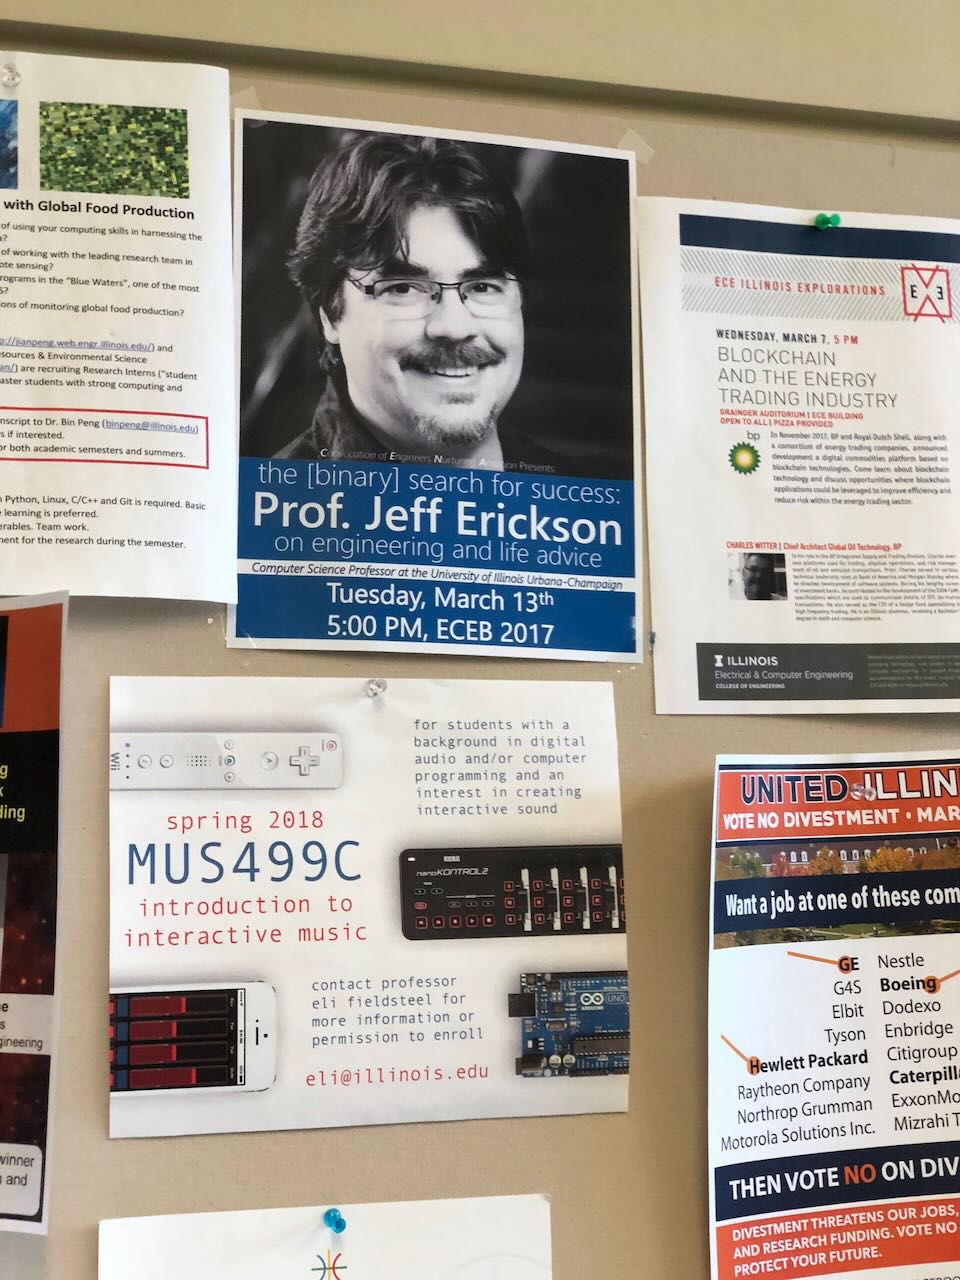 with Global Food Production
of using your computing skills in harnessing the
of working with the leading research team in
ote sensing?
rograms in the "Blue Waters", one of the most
S?
ons of monitoring global food production?
p://jianpeng.web.engr.illinois.edu/) and
esources & Environmental Science
an/) are recruiting Research Interns ("student
aster students with strong computing and
nscript to Dr. Bin Peng (binpeng@illinois.edu)
s if interested.
or both academic semesters and summers.
Python, Linux, C/C++ and Git is required. Basic
learning is preferred.
erables. Team work.
ment for the research during the semester.
Convocation of Engineers Nurturing Ambition Presents:
the [binary] search for success:
Prof. Jeff Erickson
on engineering and life advice
Computer Science Professor at the University of Illinois Urbana-Champaign
Tuesday, March 13th
5:00 PM, ECEB 2017
ECE ILLINOIS EXPLORATIONS
WEDNESDAY, MARCH 7, 5 PM
BLOCKCHAIN
AND THE ENERGY
TRADING INDUSTRY
GRAINGER AUDITORIUM | ECE BUILDING
OPEN TO ALL | PIZZA PROVIDED
bp
In November 2017, BP and Royal Dutch Shell, along with
a consortium of energy trading companies, announced
development a digital commodities platform based on
blockchain technologies. Come learn about blockchain
technology and discuss opportunities where blockchain
applications could be leveraged to improve efficiency and
reduce risk within the energy trading sector.
CHARLES WITTER | Chief Architect Global Oil Technology, BP
ILLINOIS
Electrical & Computer Engineering
COLLEGE OF ENGINEERING
Wii
for students with a
background in digital
audio and/or computer
programming and an
interest in creating
interactive sound
spring 2018
MUS499C
introduction to
interactive music
KORG
nanoKONTROL2
contact professor
eli fieldsteel for
more information or
permission to enroll
eli@illinois.edu
UNO
ARDUINO
g
k
ding
e
s
gineering
winner
and
UNITED ILLIN
VOTE NO DIVESTMENT • MAR
Want a job at one of these com
GE Nestle
G4S Boeing
Elbit Dodexo
Tyson Enbridge
Hewlett Packard Citigroup
Raytheon Company Caterpill
Northrop Grumman ExxonMo
Motorola Solutions Inc. Mizrahi T
THEN VOTE NO ON DIV
DIVESTMENT THREATENS OUR JOBS,
AND RESEARCH FUNDING. VOTE NO
PROTECT YOUR FUTURE.